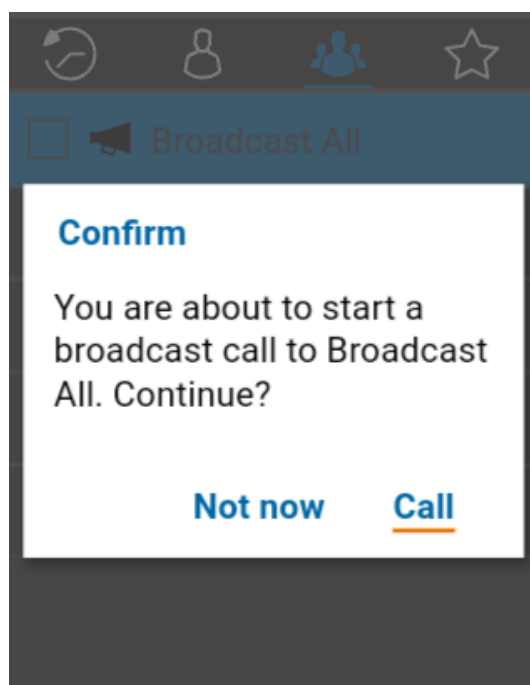 Broadcast All
Confirm
You are about to start a
broadcast call to Broadcast
All. Continue?
Not now Call